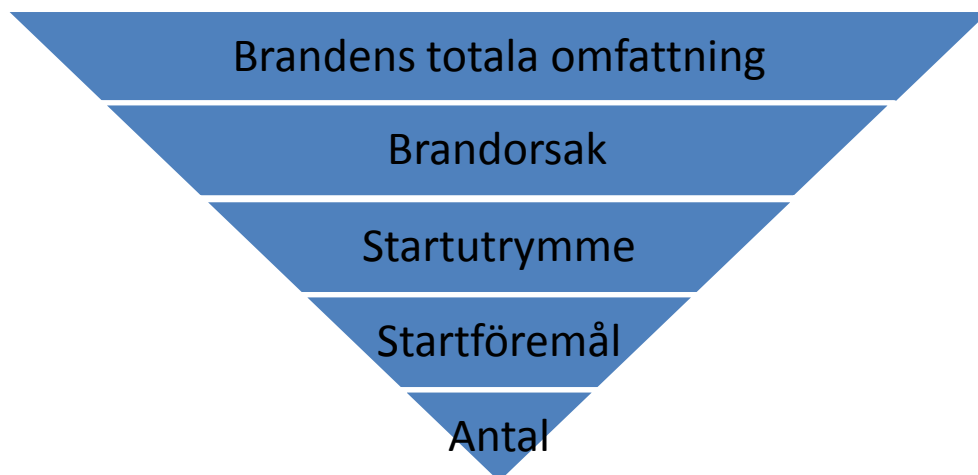 Brandens totala omfattning
Brandorsak
Startutrymme
Startföremål
Antal